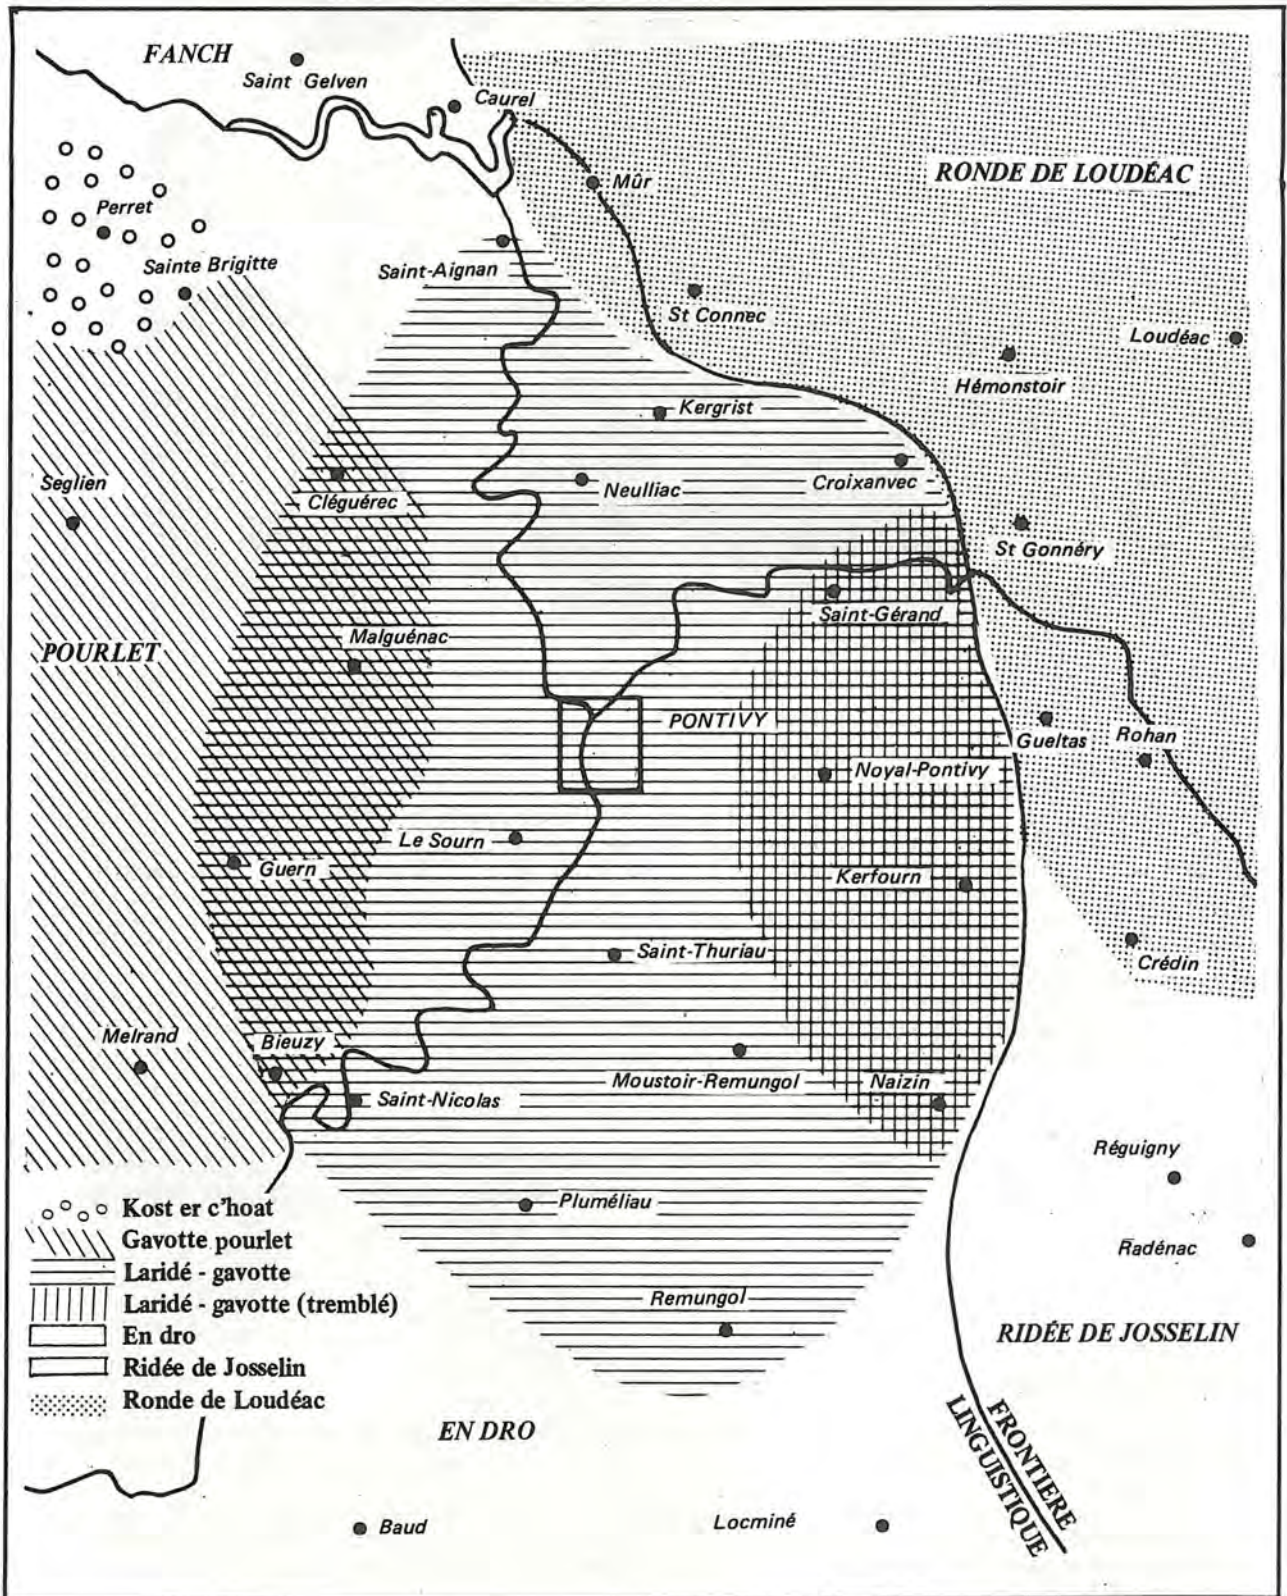 FANCH
Saint Gelven
Caurel
RONDE DE LOUDÉAC
Mûr
Perret
Sainte Brigitte
Saint-Aignan
St Connec
Loudéac
Hémonstoir
Kergrist
Seglien
Cléguérec
Neulliac
Croixanvec
St Gonnéry
Saint-Gérand
POURLET
Malguénac
PONTIVY
Gueltas
Rohan
Noyal-Pontivy
Le Sourn
Guern
Kerfourn
Saint-Thuriau
Crédin
Melrand
Bieuzy
Moustoir-Remungol
Naizin
Saint-Nicolas
Réguigny
Pluméliau
Radénac
Kost er c'hoat
Gavotte pourlet
Laridé - gavotte
Laridé - gavotte (tremblé)
En dro
Ridée de Josselin
Ronde de Loudéac
Remungol
RIDÉE DE JOSSELIN
EN DRO
FRONTIERE
LINGUISTIQUE
Baud
Locminé